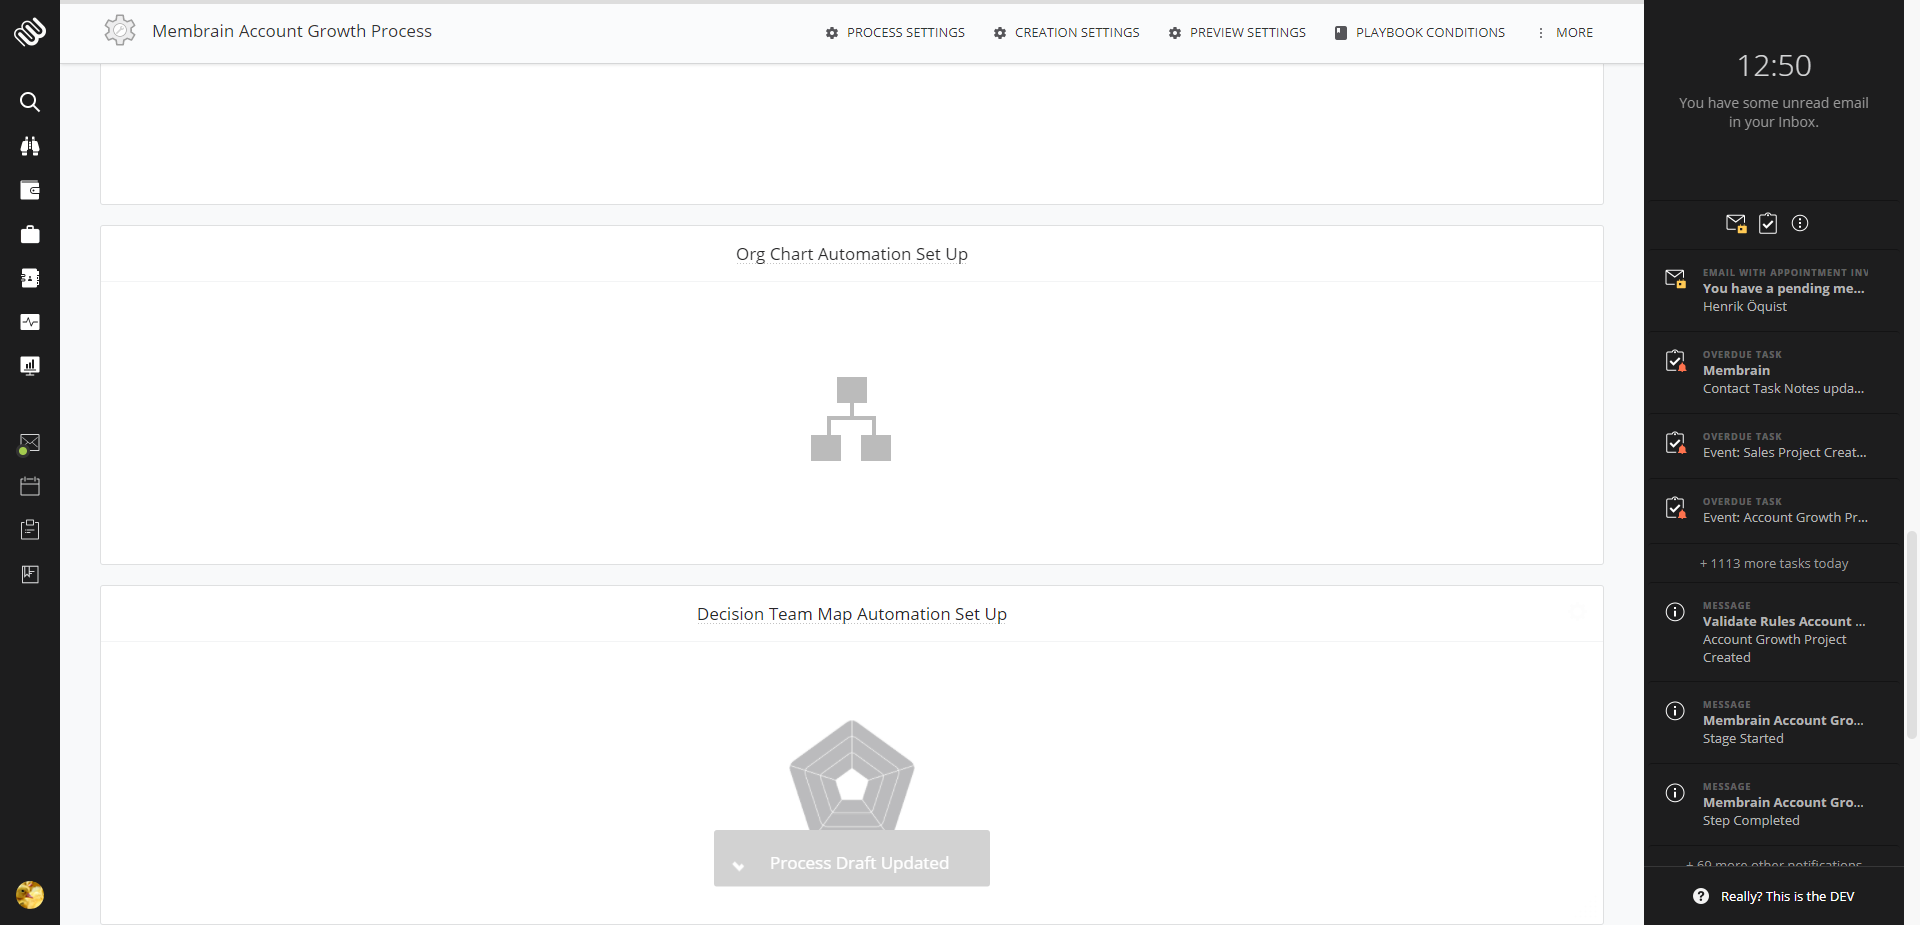 Membrain Account Growth Process
PROCESS SETTINGS
CREATION SETTINGS
PREVIEW SETTINGS
PLAYBOOK CONDITIONS
MORE
Org Chart Automation Set Up
Decision Team Map Automation Set Up
Process Draft Updated
12:50
You have some unread email
in your Inbox.
EMAIL WITH APPOINTMENT INV
You have a pending me...
Henrik Öquist
OVERDUE TASK
Membrain
Contact Task Notes upda...
OVERDUE TASK
Event: Sales Project Creat...
OVERDUE TASK
Event: Account Growth Pr...
+ 1113 more tasks today
MESSAGE
Validate Rules Account ...
Account Growth Project
Created
MESSAGE
Membrain Account Gro...
Stage Started
MESSAGE
Membrain Account Gro...
Step Completed
+ 69 more other notifications
Really? This is the DEV